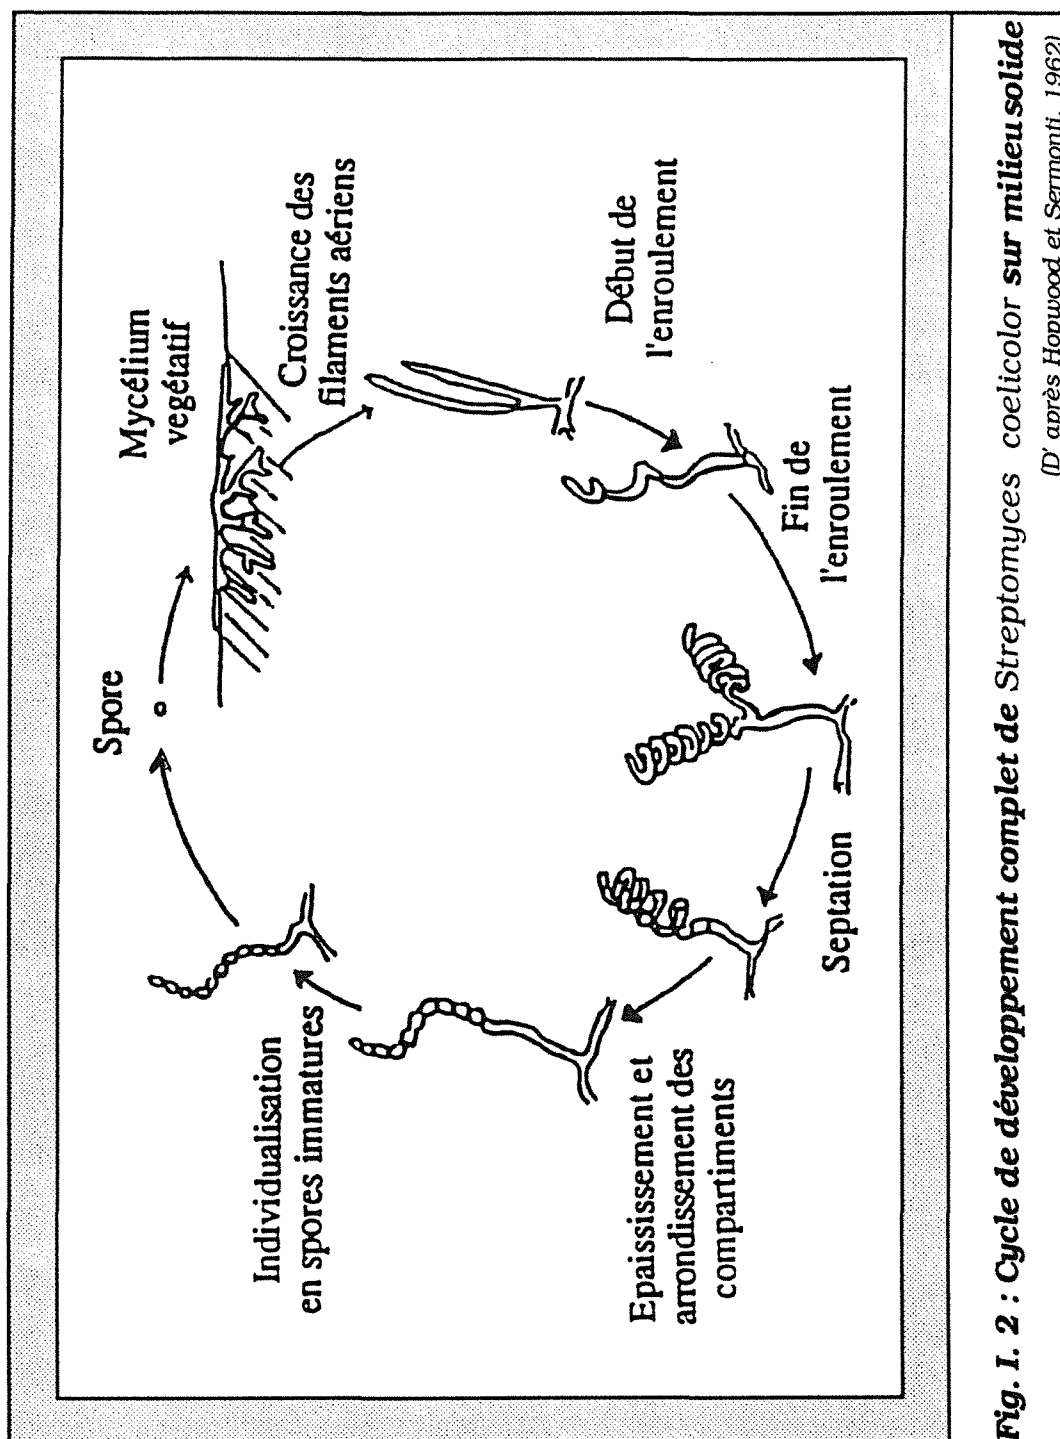 Spore
Mycélium
vegétatif
Croissance des
filaments aériens
Début de
l'enroulement
Fin de
l'enroulement
Septation
Epaississement et
arrondissement des
compartiments
Individualisation
en spores immatures
Fig. I. 2 : Cycle de développement complet de Streptomyces coelicolor sur milieu solide
(D' après Hopwood et Sermonti, 1962)